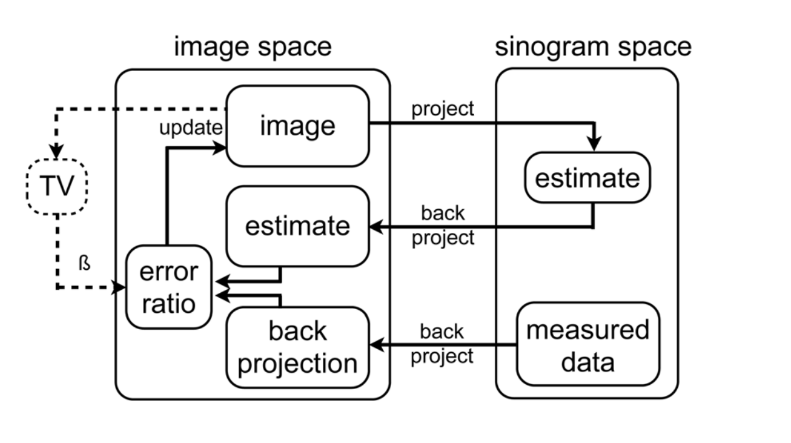 image space
sinogram space
image
project
update
TV
estimate
estimate
back
project
ß
error
ratio
back
projection
back
project
measured
data